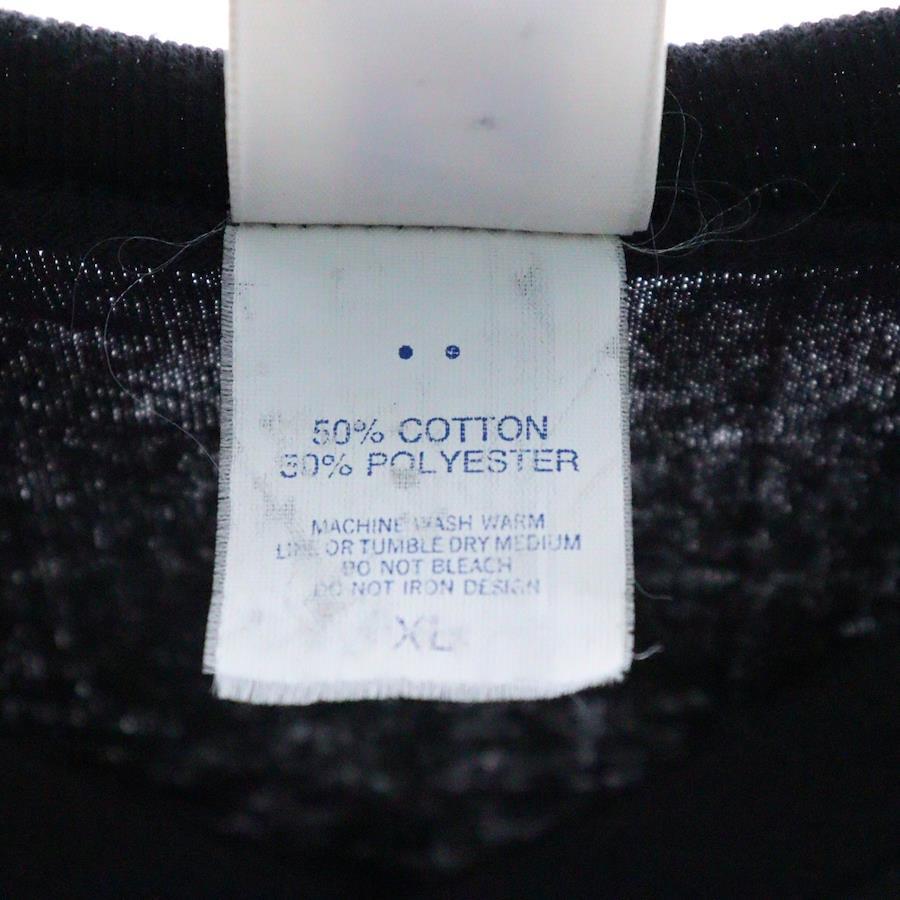 50% COTTON
50% POLYESTER
MACHINE WASH WARM
LINE OR TUMBLE DRY MEDIUM
DO NOT BLEACH
DO NOT IRON DESIGN
XL